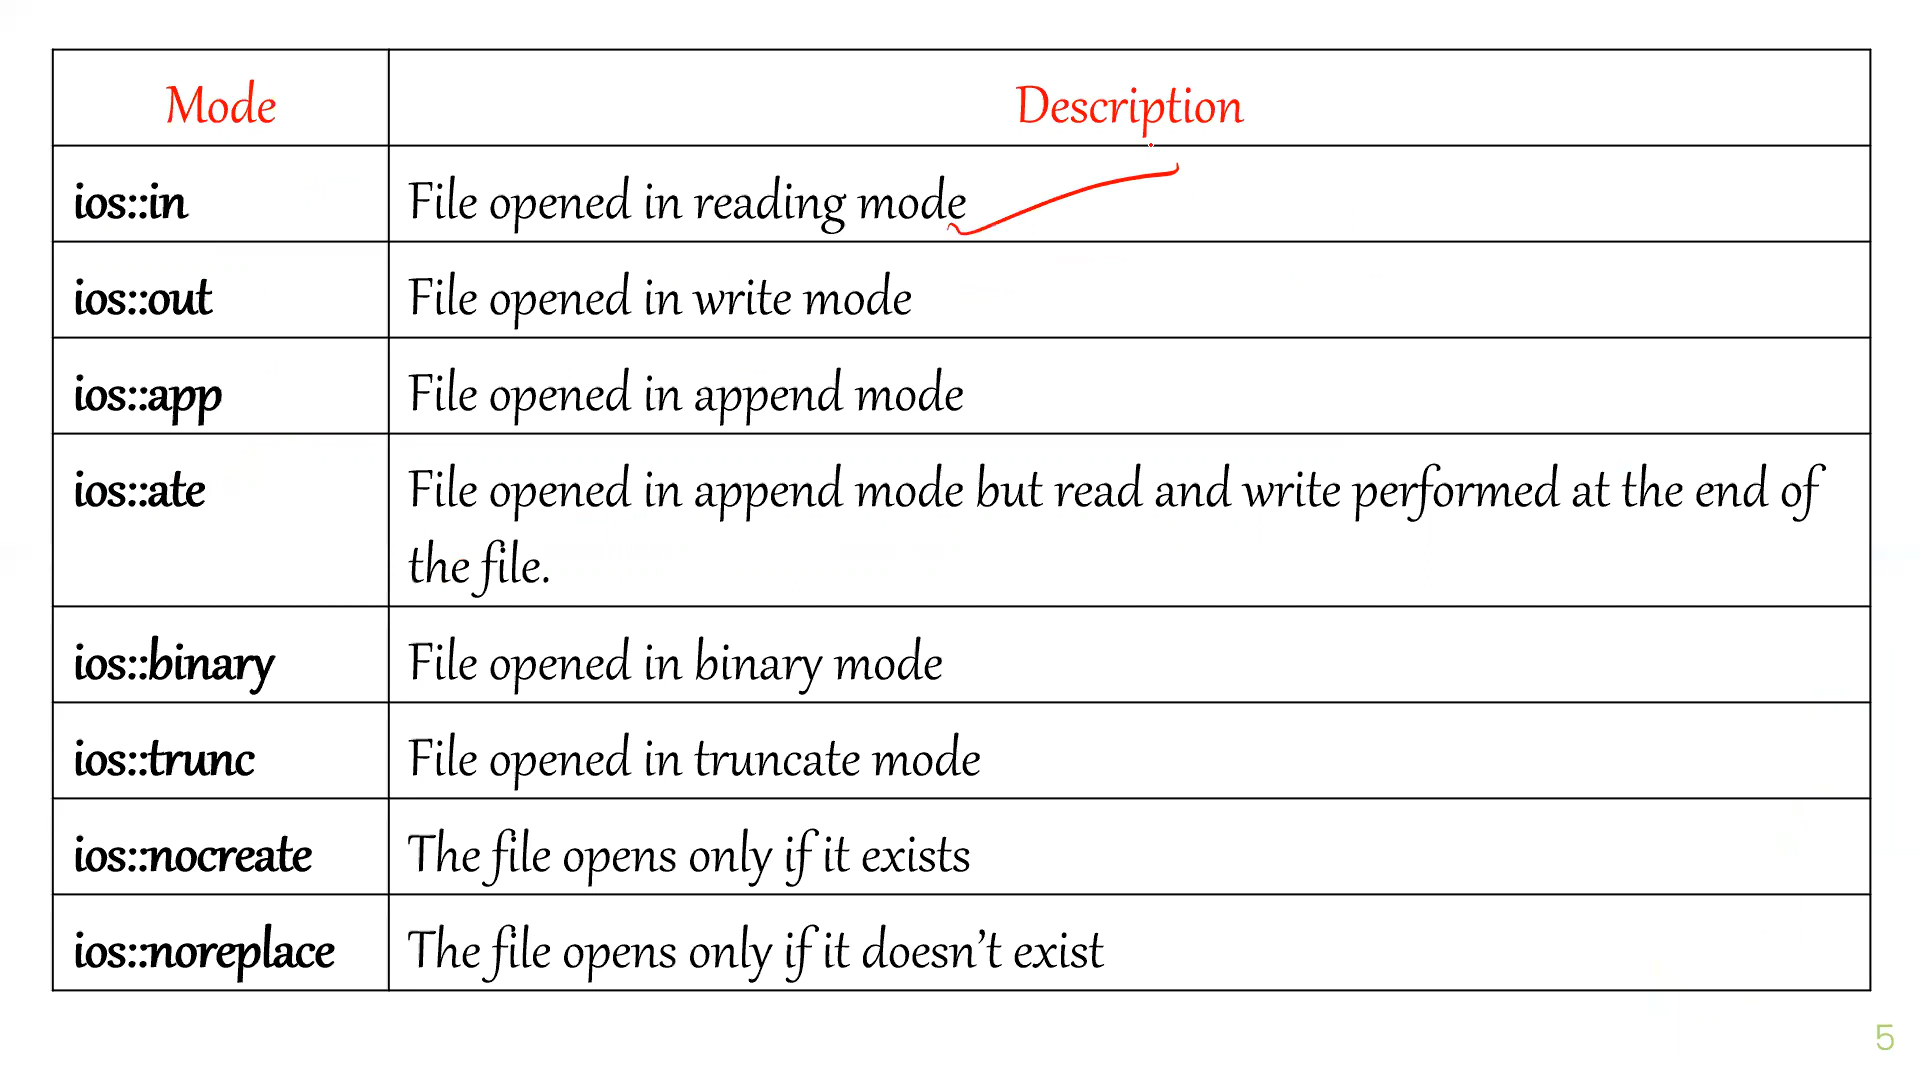 Mode Description
ios::in File opened in reading mode
ios::out File opened in write mode
ios::app File opened in append mode
ios::ate File opened in append mode but read and write performed at the end of
the file.
ios::binary File opened in binary mode
ios::trunc File opened in truncate mode
ios::nocreate The file opens only if it exists
ios::noreplace The file opens only if it doesn’t exist
5